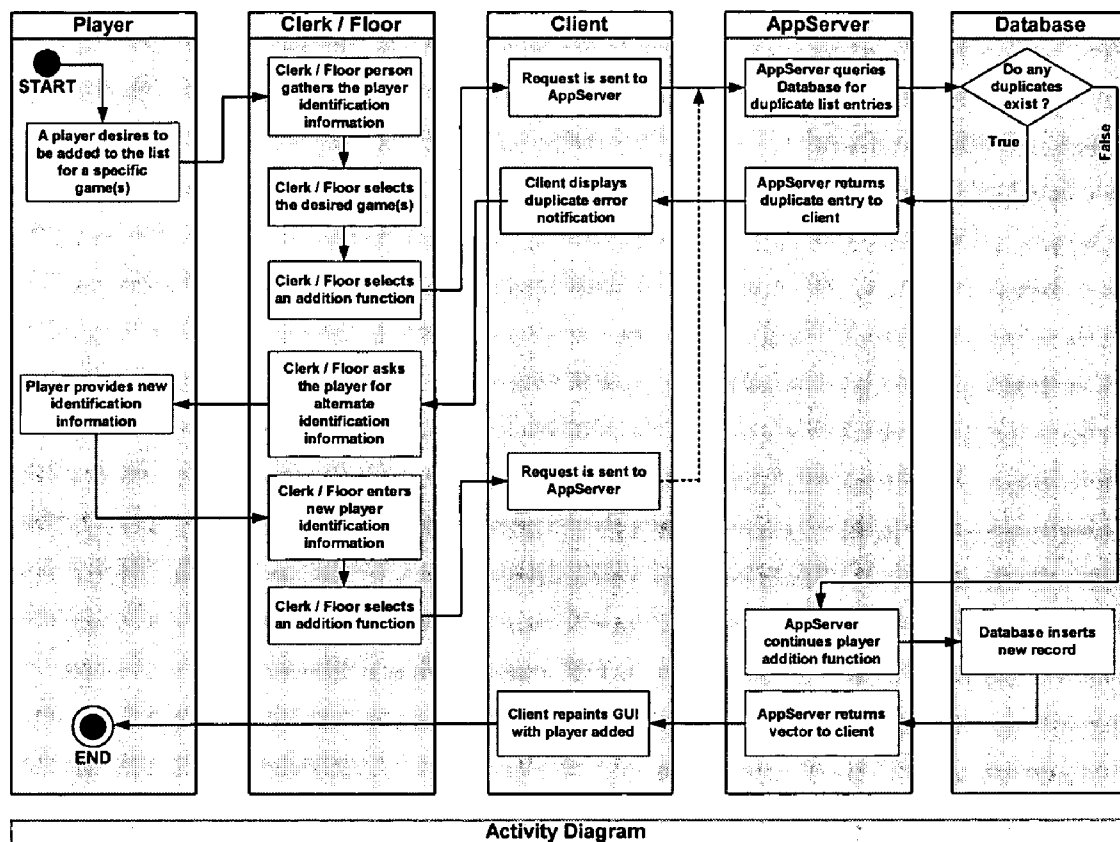 Player
Clerk / Floor
Client
AppServer
Database
START
A player desires to
be added to the list
for a specific
game(s)
Clerk / Floor person
gathers the player
identification
information
Clerk / Floor selects
the desired game(s)
Clerk / Floor selects
an addition function
Request is sent to
AppServer
AppServer queries
Database for
duplicate list entries
Do any
duplicates
exist ?
True
False
AppServer returns
duplicate entry to
client
Client displays
duplicate error
notification
Clerk / Floor asks
the player for
alternate
identification
information
Player provides new
identification
information
Clerk / Floor enters
new player
identification
information
Clerk / Floor selects
an addition function
Request is sent to
AppServer
AppServer
continues player
addition function
Database inserts
new record
AppServer returns
vector to client
Client repaints GUI
with player added
END
Activity Diagram